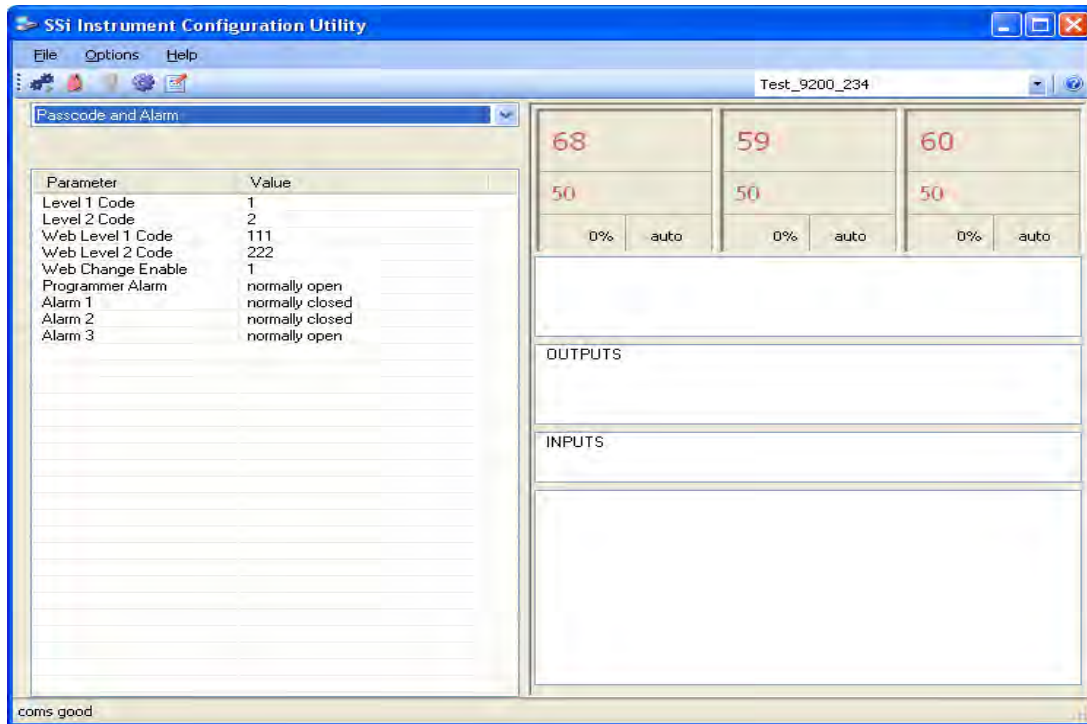 SSi Instrument Configuration Utility
File Options Help
Test_9200_234
Passcode and Alarm
Parameter Value
Level 1 Code 1
Level 2 Code 2
Web Level 1 Code 111
Web Level 2 Code 222
Web Change Enable 1
Programmer Alarm normally open
Alarm 1 normally closed
Alarm 2 normally closed
Alarm 3 normally open
68 59 60
50 50 50
0% auto 0% auto 0% auto
OUTPUTS
INPUTS
coms good